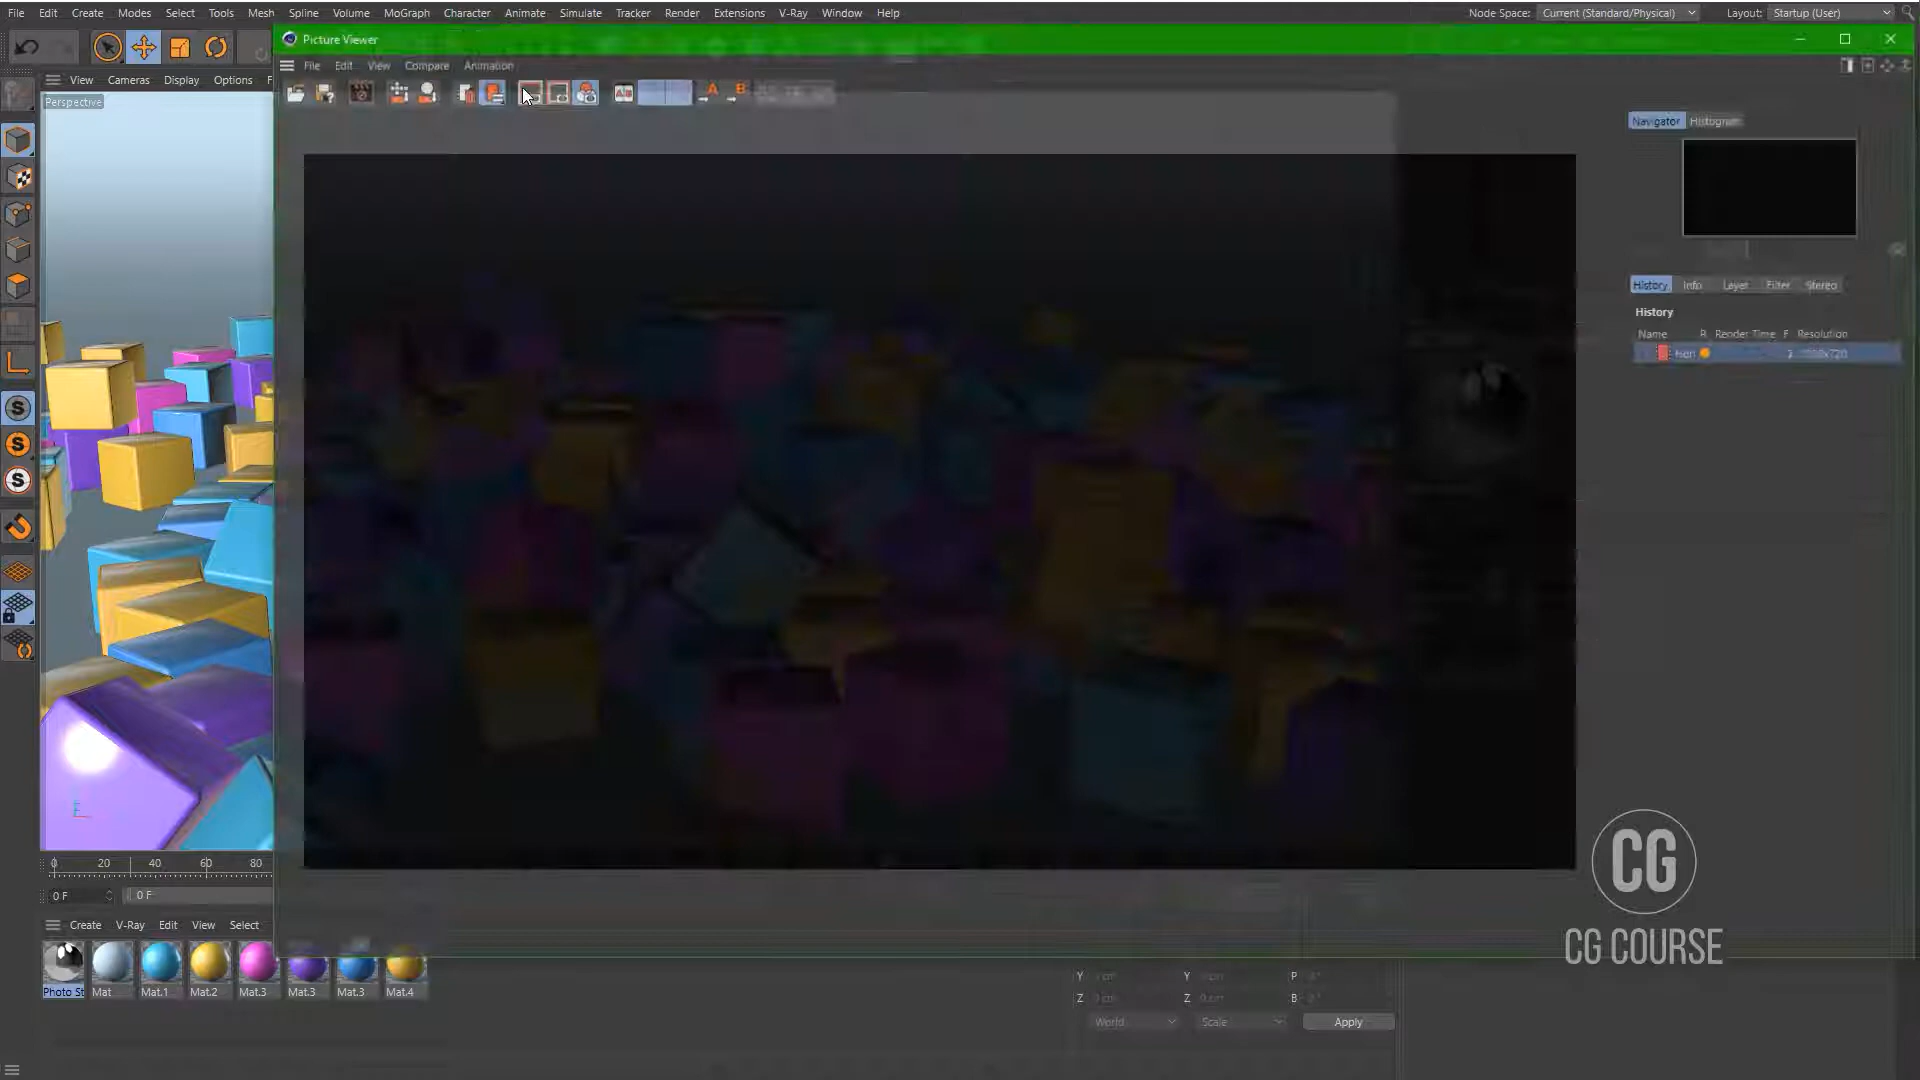 File Edit Create Modes Select Tools Mesh Spline Volume MoGraph Character Animate Simulate Tracker Render Extensions V-Ray Window Help
Node Space: Current (Standard/Physical) Layout: Startup (User)
Picture Viewer
File Edit View Compare Animation
View Cameras Display Options
A B
Perspective
Navigator Histogram
History Info Layer Filter Stereo
History
Name R Render Time F Resolution
CG
CG COURSE
0 20 40 60 80
0 F 0 F
Create V-Ray Edit View Select
Photo St Mat Mat.1 Mat.2 Mat.3 Mat.3 Mat.3 Mat.4
Y Y P
Z Z B
World Scale Apply